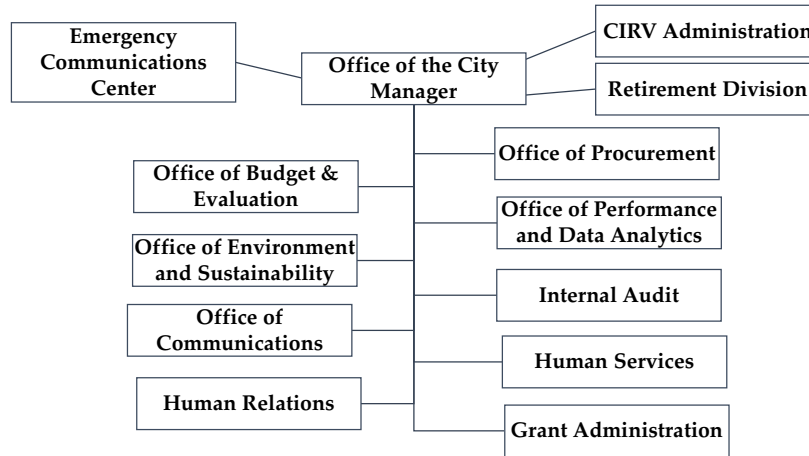 Emergency
Communications
Center
Office of the City
Manager
CIRV Administration
Retirement Division
Office of Procurement
Office of Budget &
Evaluation
Office of Performance
and Data Analytics
Office of Environment
and Sustainability
Internal Audit
Office of
Communications
Human Services
Human Relations
Grant Administration